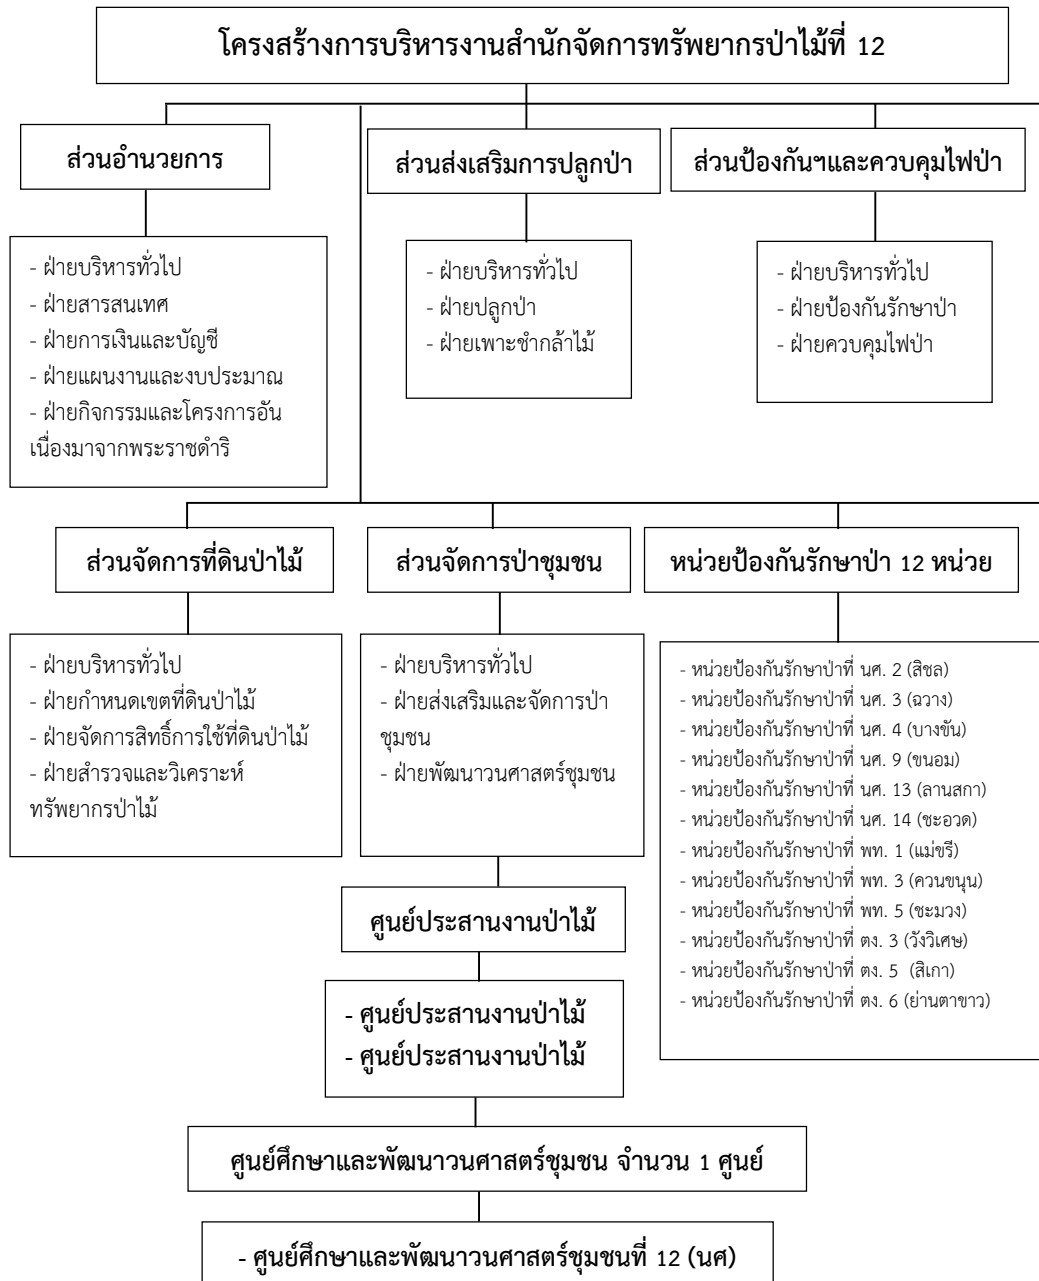 โครงสร้างการบริหารงานสำนักจัดการทรัพยากรป่าไม้ที่ 12
ส่วนอำนวยการ
- ฝ่ายบริหารทั่วไป
- ฝ่ายสารสนเทศ
- ฝ่ายการเงินและบัญชี
- ฝ่ายแผนงานและงบประมาณ
- ฝ่ายกิจกรรมและโครงการอัน
เนื่องมาจากพระราชดำริ
ส่วนส่งเสริมการปลูกป่า
- ฝ่ายบริหารทั่วไป
- ฝ่ายปลูกป่า
- ฝ่ายเพาะชำกล้าไม้
ส่วนป้องกันฯและควบคุมไฟป่า
- ฝ่ายบริหารทั่วไป
- ฝ่ายป้องกันรักษาป่า
- ฝ่ายควบคุมไฟป่า
ส่วนจัดการที่ดินป่าไม้
- ฝ่ายบริหารทั่วไป
- ฝ่ายกำหนดเขตที่ดินป่าไม้
- ฝ่ายจัดการสิทธิ์การใช้ที่ดินป่าไม้
- ฝ่ายสำรวจและวิเคราะห์
ทรัพยากรป่าไม้
ส่วนจัดการป่าชุมชน
- ฝ่ายบริหารทั่วไป
- ฝ่ายส่งเสริมและจัดการป่า
ชุมชน
- ฝ่ายพัฒนาวนศาสตร์ชุมชน
หน่วยป้องกันรักษาป่า 12 หน่วย
- หน่วยป้องกันรักษาป่าที่ นศ. 2 (สิชล)
- หน่วยป้องกันรักษาป่าที่ นศ. 3 (ฉวาง)
- หน่วยป้องกันรักษาป่าที่ นศ. 4 (บางขัน)
- หน่วยป้องกันรักษาป่าที่ นศ. 9 (ขนอม)
- หน่วยป้องกันรักษาป่าที่ นศ. 13 (ลานสกา)
- หน่วยป้องกันรักษาป่าที่ นศ. 14 (ชะอวด)
- หน่วยป้องกันรักษาป่าที่ พท. 1 (แม่ขรี)
- หน่วยป้องกันรักษาป่าที่ พท. 3 (ควนขนุน)
- หน่วยป้องกันรักษาป่าที่ พท. 5 (ชะมวง)
- หน่วยป้องกันรักษาป่าที่ ตง. 3 (วังวิเศษ)
- หน่วยป้องกันรักษาป่าที่ ตง. 5 (สิเกา)
- หน่วยป้องกันรักษาป่าที่ ตง. 6 (ย่านตาขาว)
ศูนย์ประสานงานป่าไม้
- ศูนย์ประสานงานป่าไม้
- ศูนย์ประสานงานป่าไม้
ศูนย์ศึกษาและพัฒนาวนศาสตร์ชุมชน จำนวน 1 ศูนย์
- ศูนย์ศึกษาและพัฒนาวนศาสตร์ชุมชนที่ 12 (นศ)